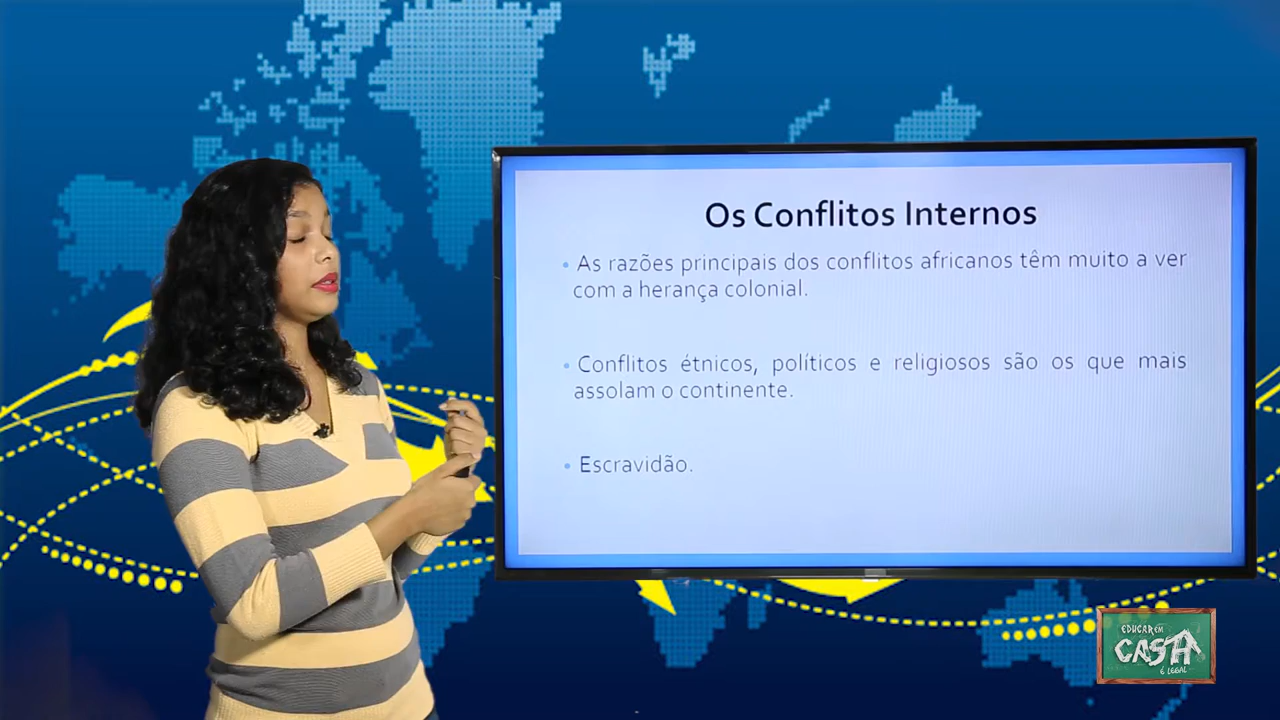 Os Conflitos Internos
• As razões principais dos conflitos africanos têm muito a ver
com a herança colonial.
• Conflitos étnicos, políticos e religiosos são os que mais
assolam o continente.
• Escravidão.
EDUCAR EM
CASA
É LEGAL